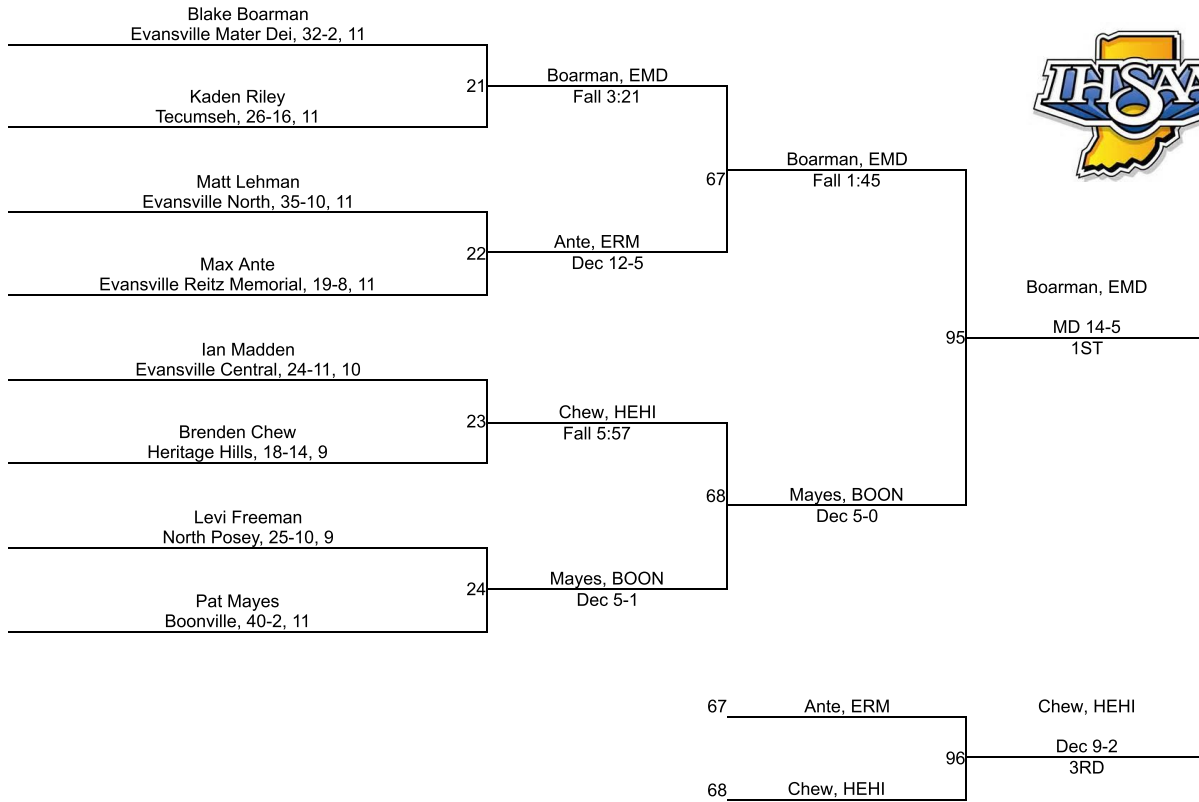 Blake Boarman
Evansville Mater Dei, 32-2, 11
21
Boarman, EMD
Fall 3:21
Kaden Riley
Tecumseh, 26-16, 11
67
Boarman, EMD
Fall 1:45
Matt Lehman
Evansville North, 35-10, 11
22
Ante, ERM
Dec 12-5
Max Ante
Evansville Reitz Memorial, 19-8, 11
95
Boarman, EMD
MD 14-5
1ST
Ian Madden
Evansville Central, 24-11, 10
23
Chew, HEHI
Fall 5:57
Brenden Chew
Heritage Hills, 18-14, 9
68
Mayes, BOON
Dec 5-0
Levi Freeman
North Posey, 25-10, 9
24
Mayes, BOON
Dec 5-1
Pat Mayes
Boonville, 40-2, 11
67
Ante, ERM
96
Chew, HEHI
Dec 9-2
3RD
68
Chew, HEHI
IHSAA